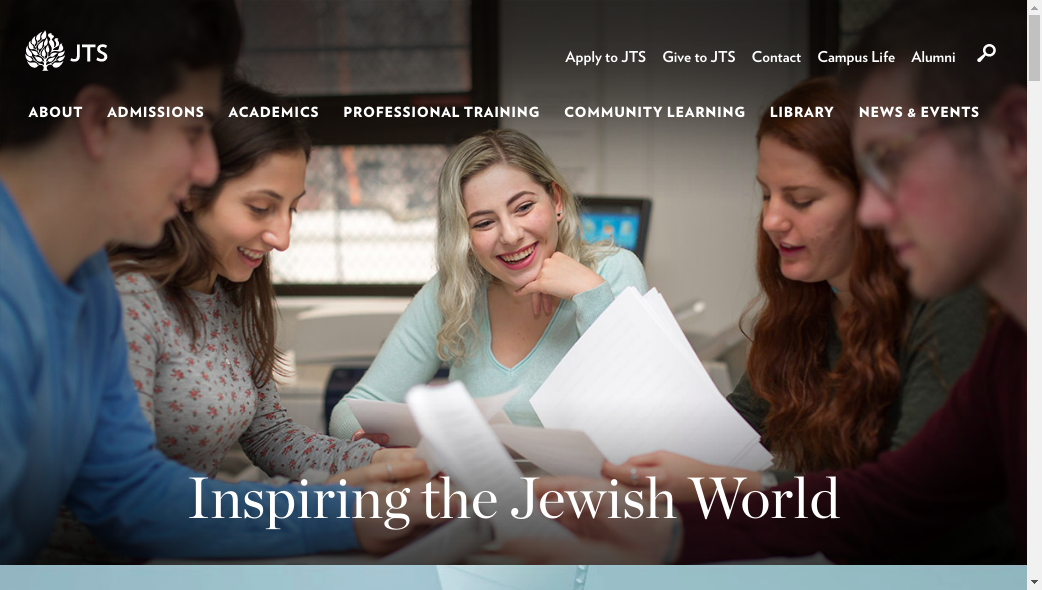 JTS
Apply to JTS Give to JTS Contact Campus Life Alumni
ABOUT ADMISSIONS ACADEMICS PROFESSIONAL TRAINING COMMUNITY LEARNING LIBRARY NEWS & EVENTS
Inspiring the Jewish World